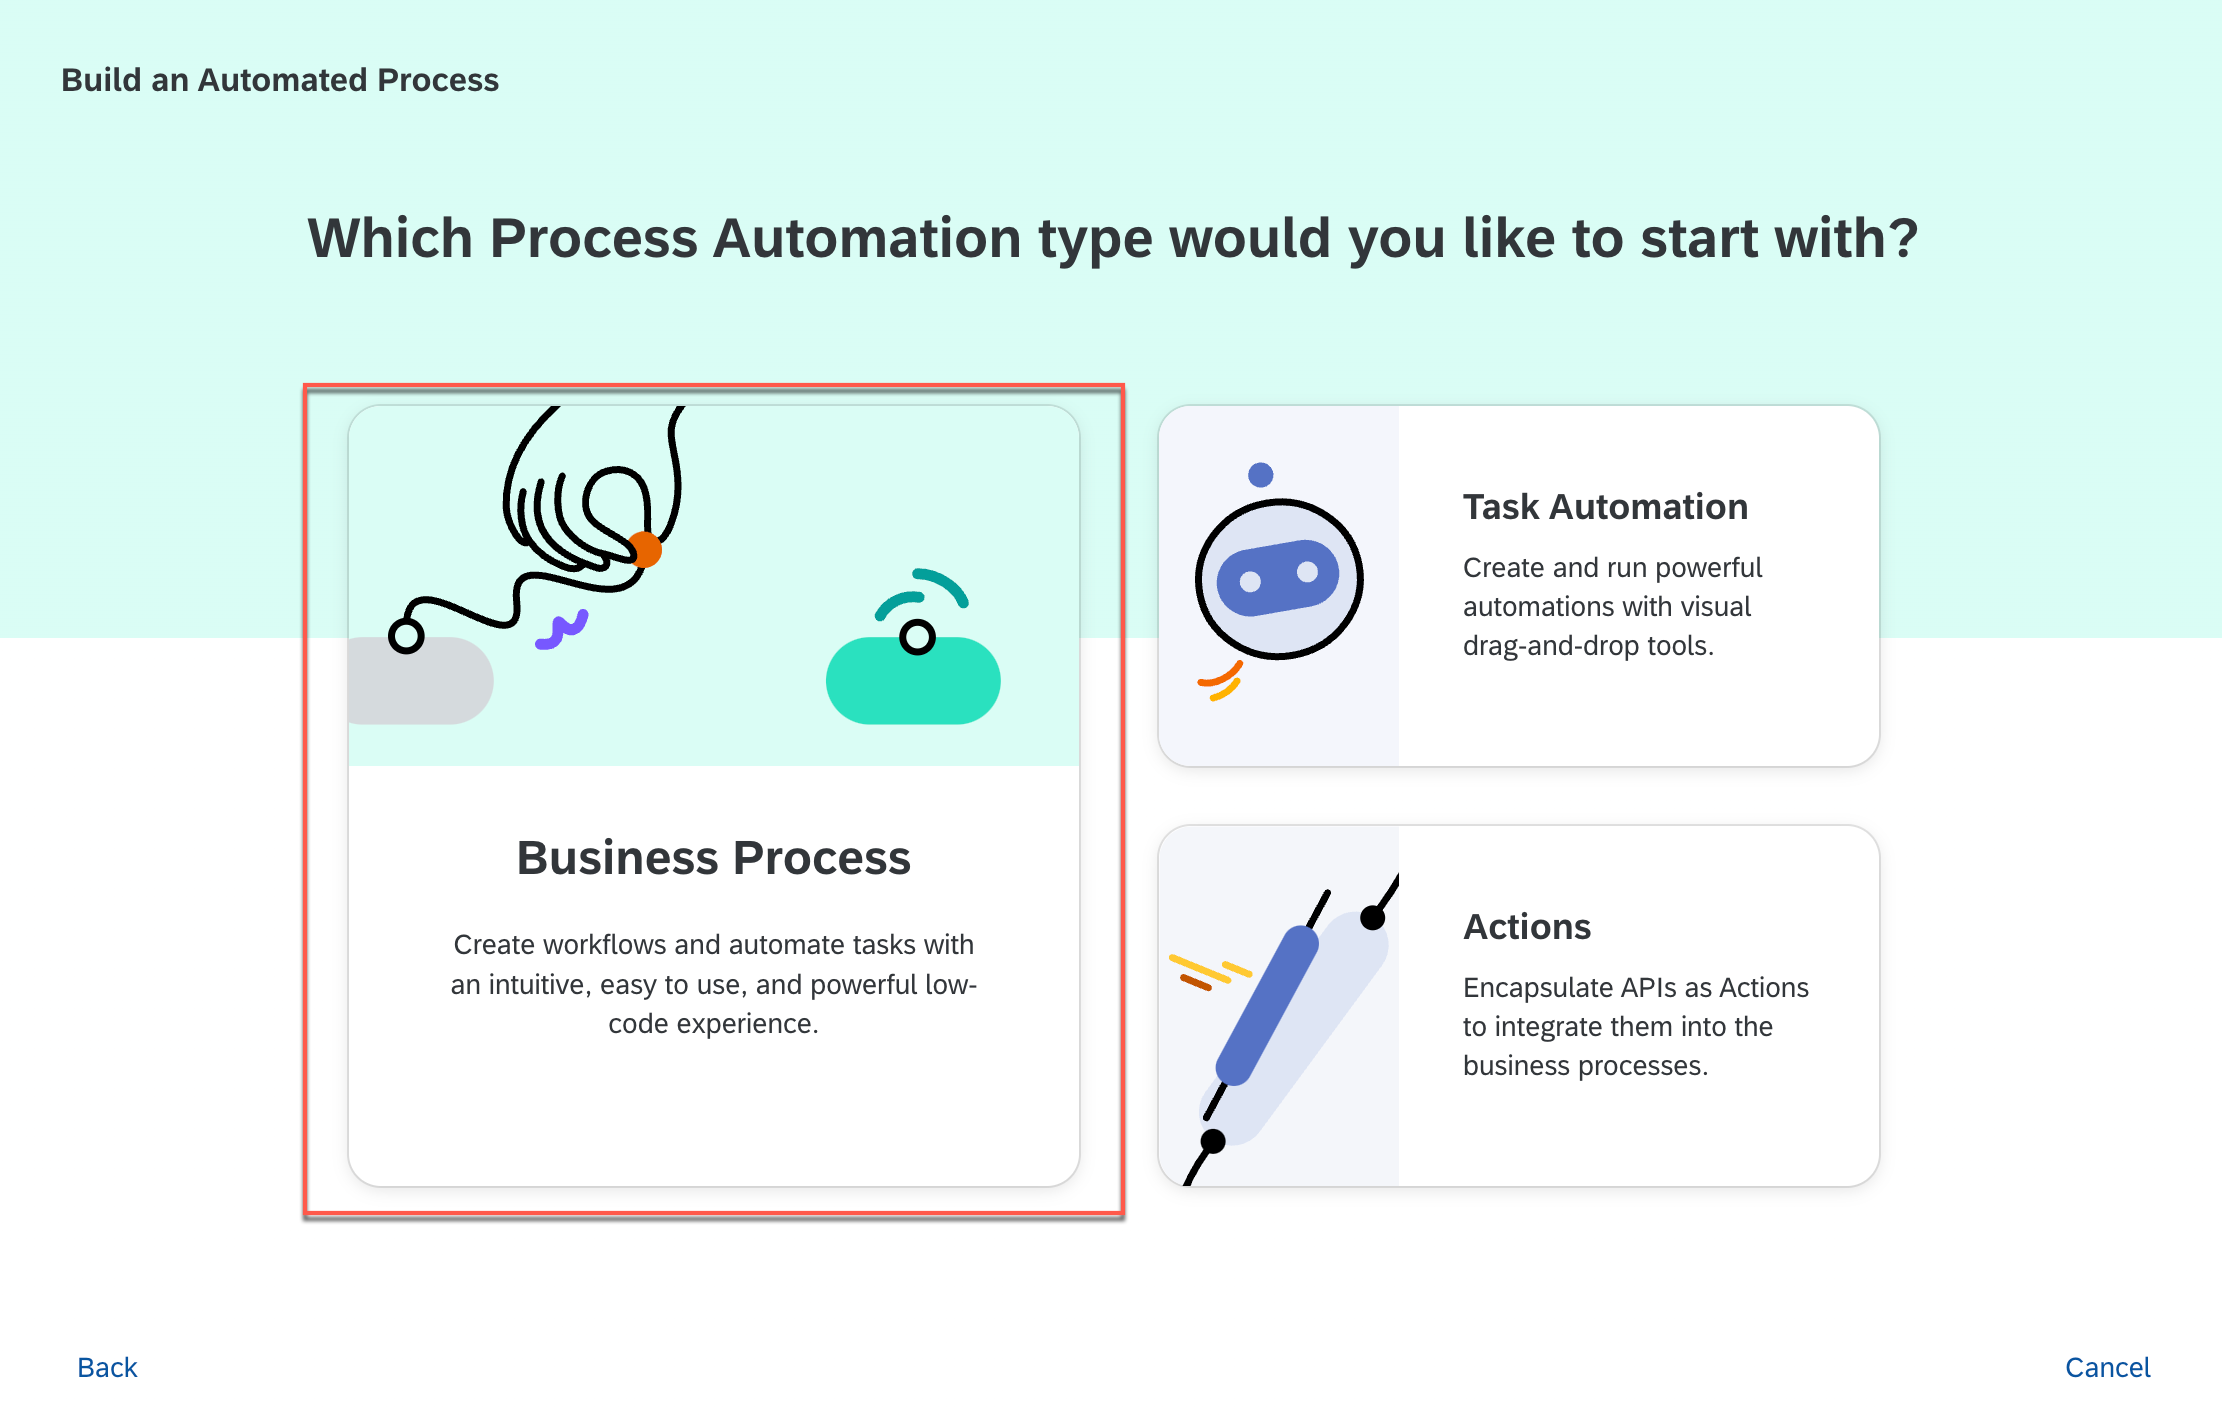 Build an Automated Process
Which Process Automation type would you like to start with?
Business Process
Create workflows and automate tasks with
an intuitive, easy to use, and powerful low-
code experience.
Task Automation
Create and run powerful
automations with visual
drag-and-drop tools.
Actions
Encapsulate APIs as Actions
to integrate them into the
business processes.
Back
Cancel